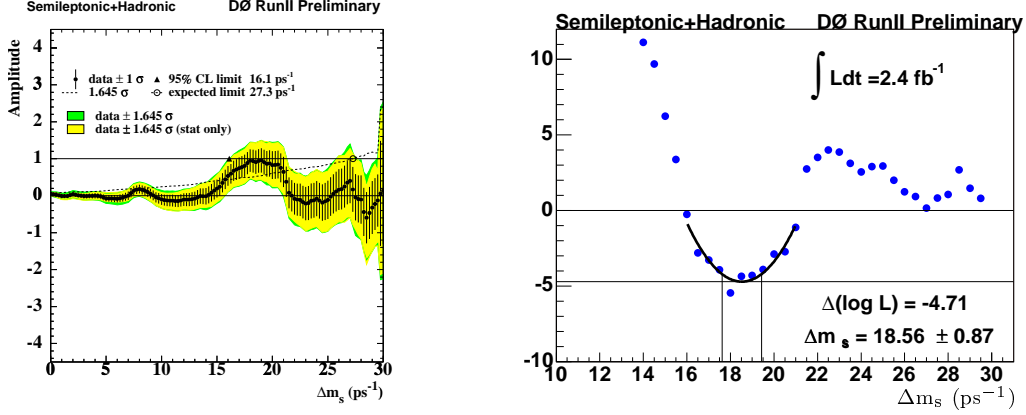 Semileptonic+Hadronic DØ RunII Preliminary
Amplitude
4
3
2
1
0
-1
-2
-3
-4
data ± 1 σ 95% CL limit 16.1 ps⁻¹
1.645 σ expected limit 27.3 ps⁻¹
data ± 1.645 σ
data ± 1.645 σ (stat only)
0 5 10 15 20 25 30
Δmₛ (ps⁻¹)
Semileptonic+Hadronic DØ RunII Preliminary
10
5
0
-5
-10
∫ Ldt =2.4 fb⁻¹
Δ(log L) = -4.71
Δm ₛ = 18.56 ± 0.87
10 12 14 16 18 20 22 24 26 28 30
Δmₛ (ps⁻¹)